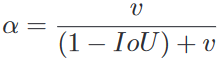 α = v / ((1 − IoU) + v)